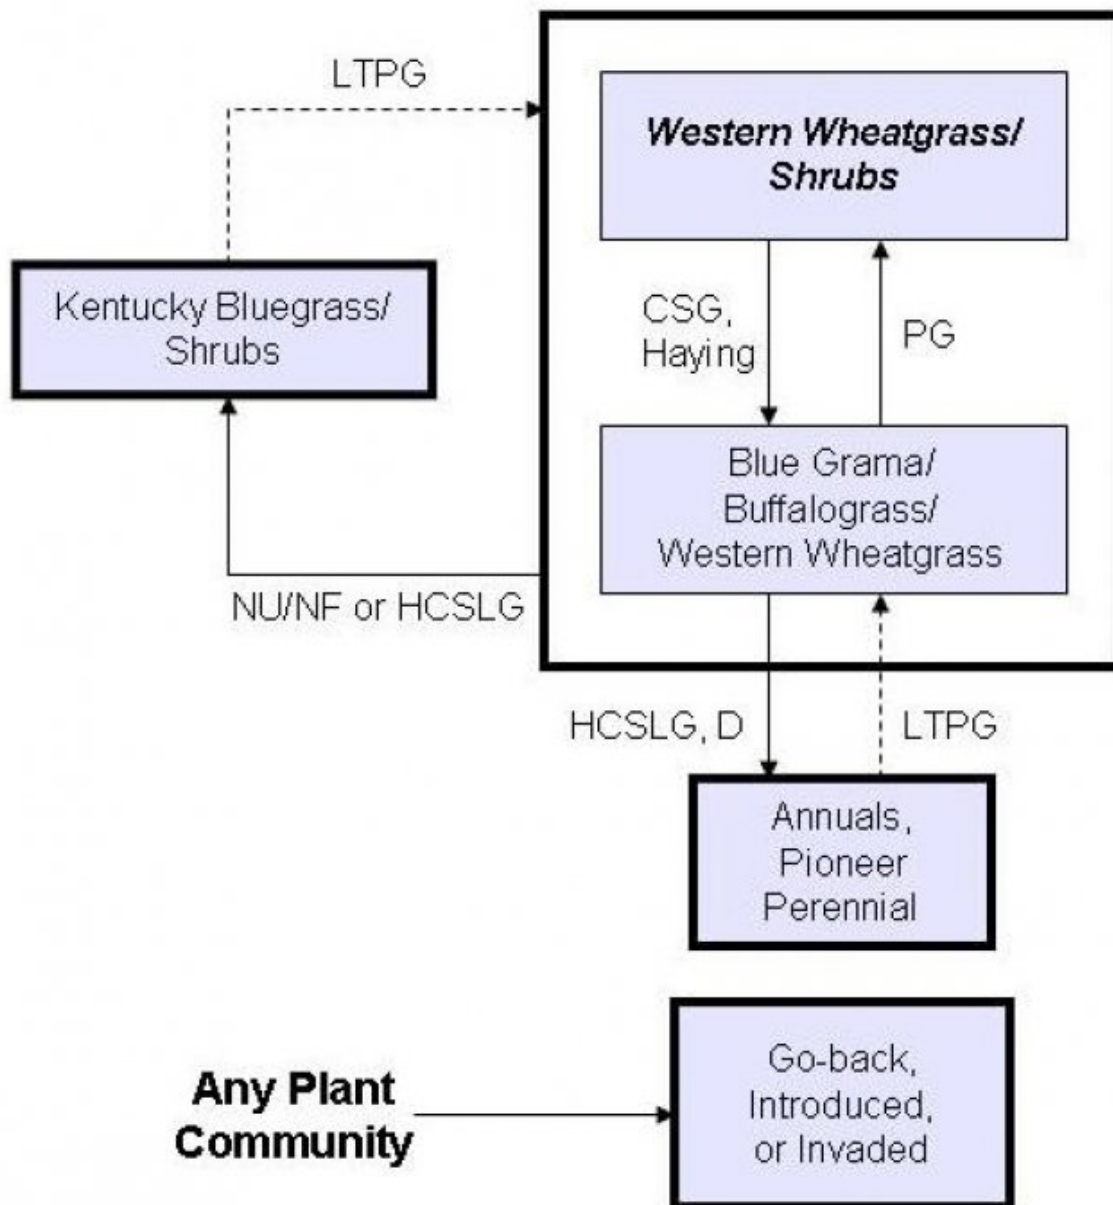 LTPG
Western Wheatgrass/
Shrubs
Kentucky Bluegrass/
Shrubs
CSG,
Haying
PG
Blue Grama/
Buffalograss/
Western Wheatgrass
NU/NF or HCSLG
HCSLG, D
LTPG
Annuals,
Pioneer
Perennial
Any Plant
Community
Go-back,
Introduced,
or Invaded